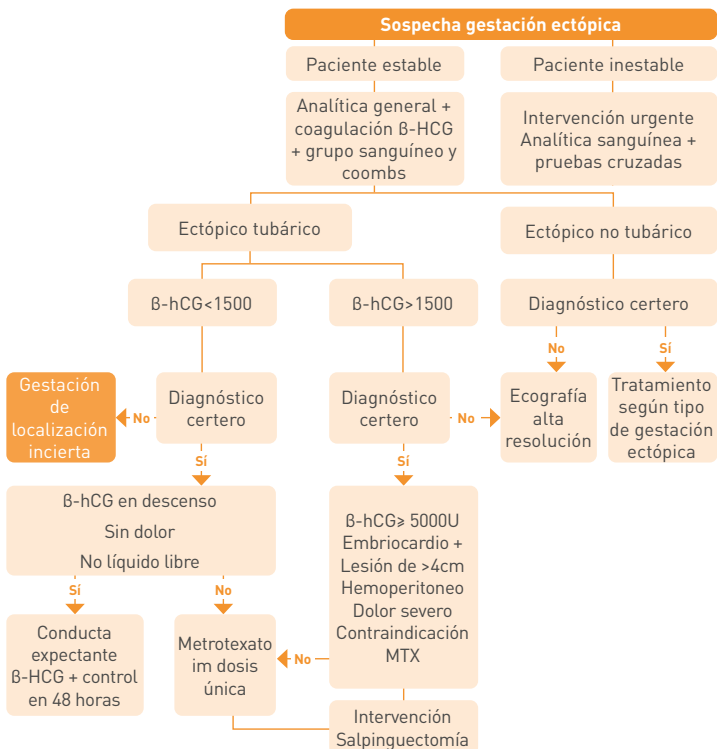 Sospecha gestación ectópica
Paciente estable
Paciente inestable
Analítica general +
coagulación ß-HCG
+ grupo sanguíneo y
coombs
Intervención urgente
Analítica sanguínea +
pruebas cruzadas
Ectópico tubárico
Ectópico no tubárico
ß-hCG<1500
ß-hCG>1500
Diagnóstico certero
No
Sí
Gestación
de
localización
incierta
No
Diagnóstico
certero
Diagnóstico
certero
No
Ecografía
alta
resolución
Tratamiento
según tipo
de gestación
ectópica
Sí
Sí
ß-hCG en descenso
Sin dolor
No líquido libre
ß-hCG≥ 5000U
Embriocardio +
Lesión de >4cm
Hemoperitoneo
Dolor severo
Contraindicación
MTX
Sí
No
Conducta
expectante
ß-HCG + control
en 48 horas
Metrotexato
im dosis
única
No
Intervención
Salpinguectomía